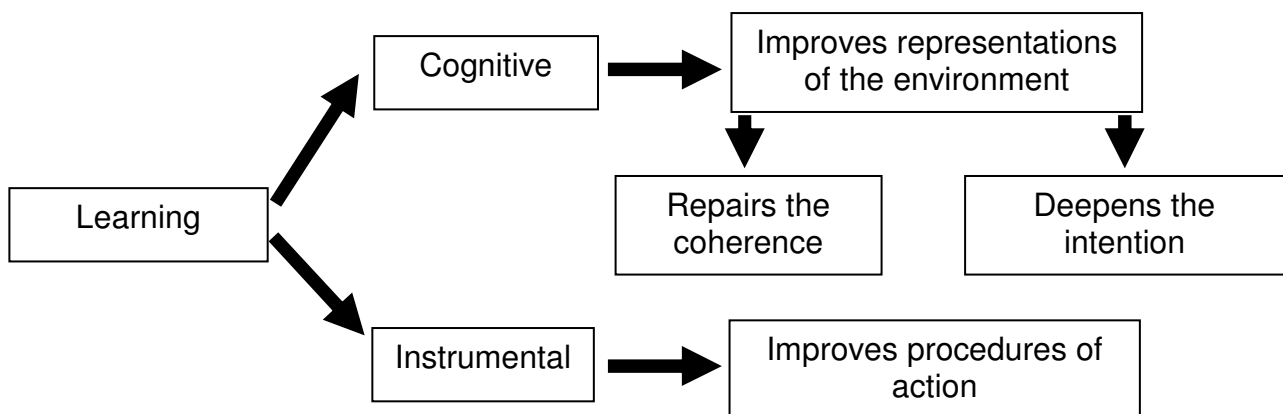 Cognitive
Improves representations
of the environment
Learning
Repairs the
coherence
Deepens the
intention
Instrumental
Improves procedures of
action